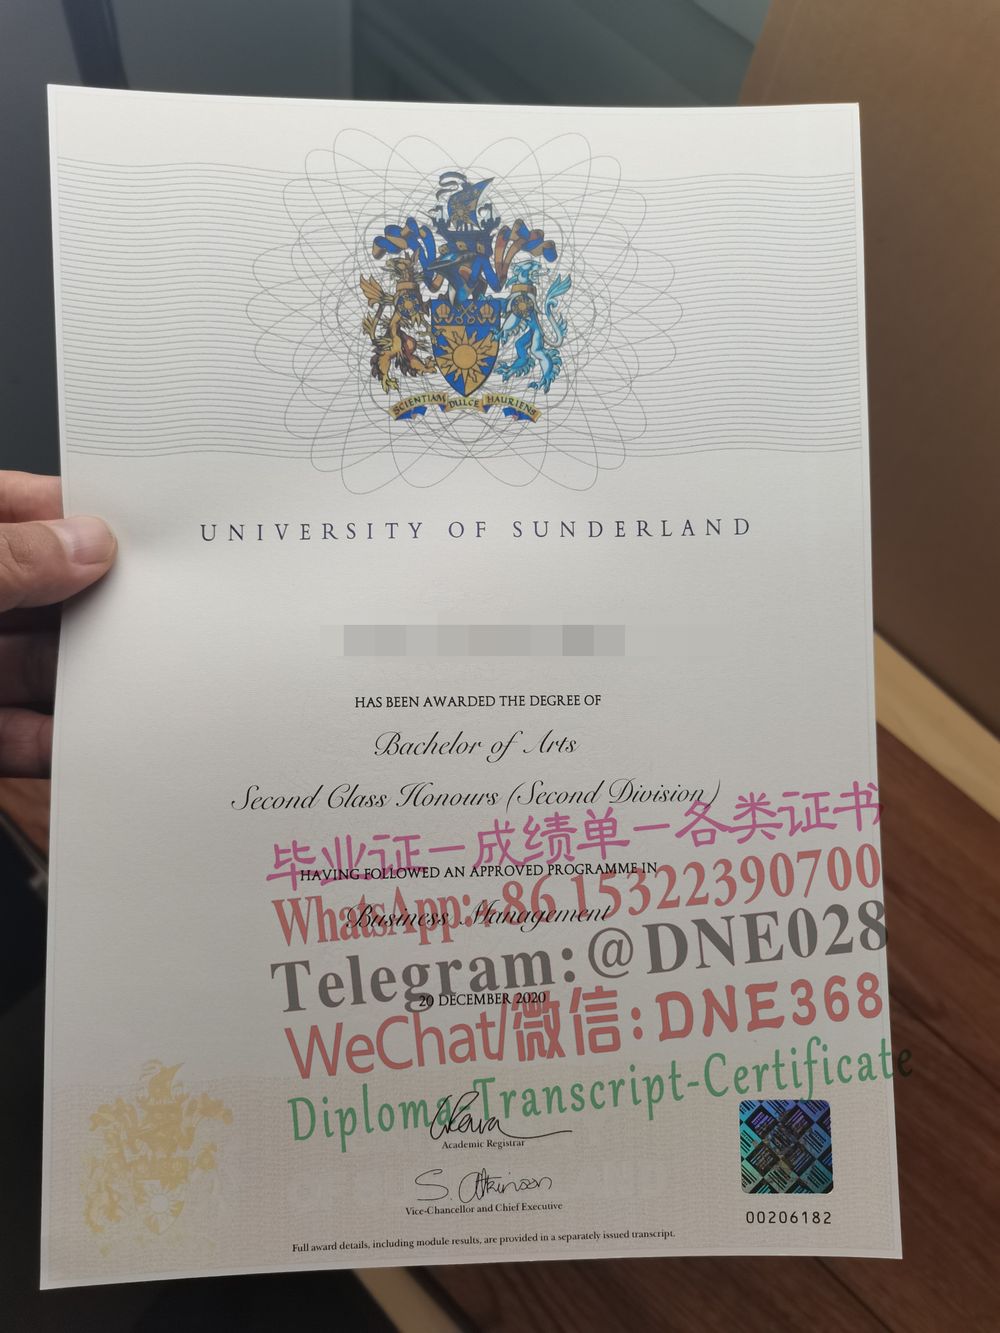 SCIENTIAM DULCE HAURIENS
UNIVERSITY OF SUNDERLAND
HAS BEEN AWARDED THE DEGREE OF
Bachelor of Arts
Second Class Honours (Second Division)
毕业证-成绩单-各类证书
HAVING FOLLOWED AN APPROVED PROGRAMME IN
WhatsApp:+86 15322390700
Business Management
Telegram:@DNE028
20 DECEMBER 2020
WeChat/微信:DNE368
Diploma-Transcript-Certificate
Academic Registrar
S. Atkinson
Vice-Chancellor and Chief Executive
00206182
Full award details, including module results, are provided in a separately issued transcript.